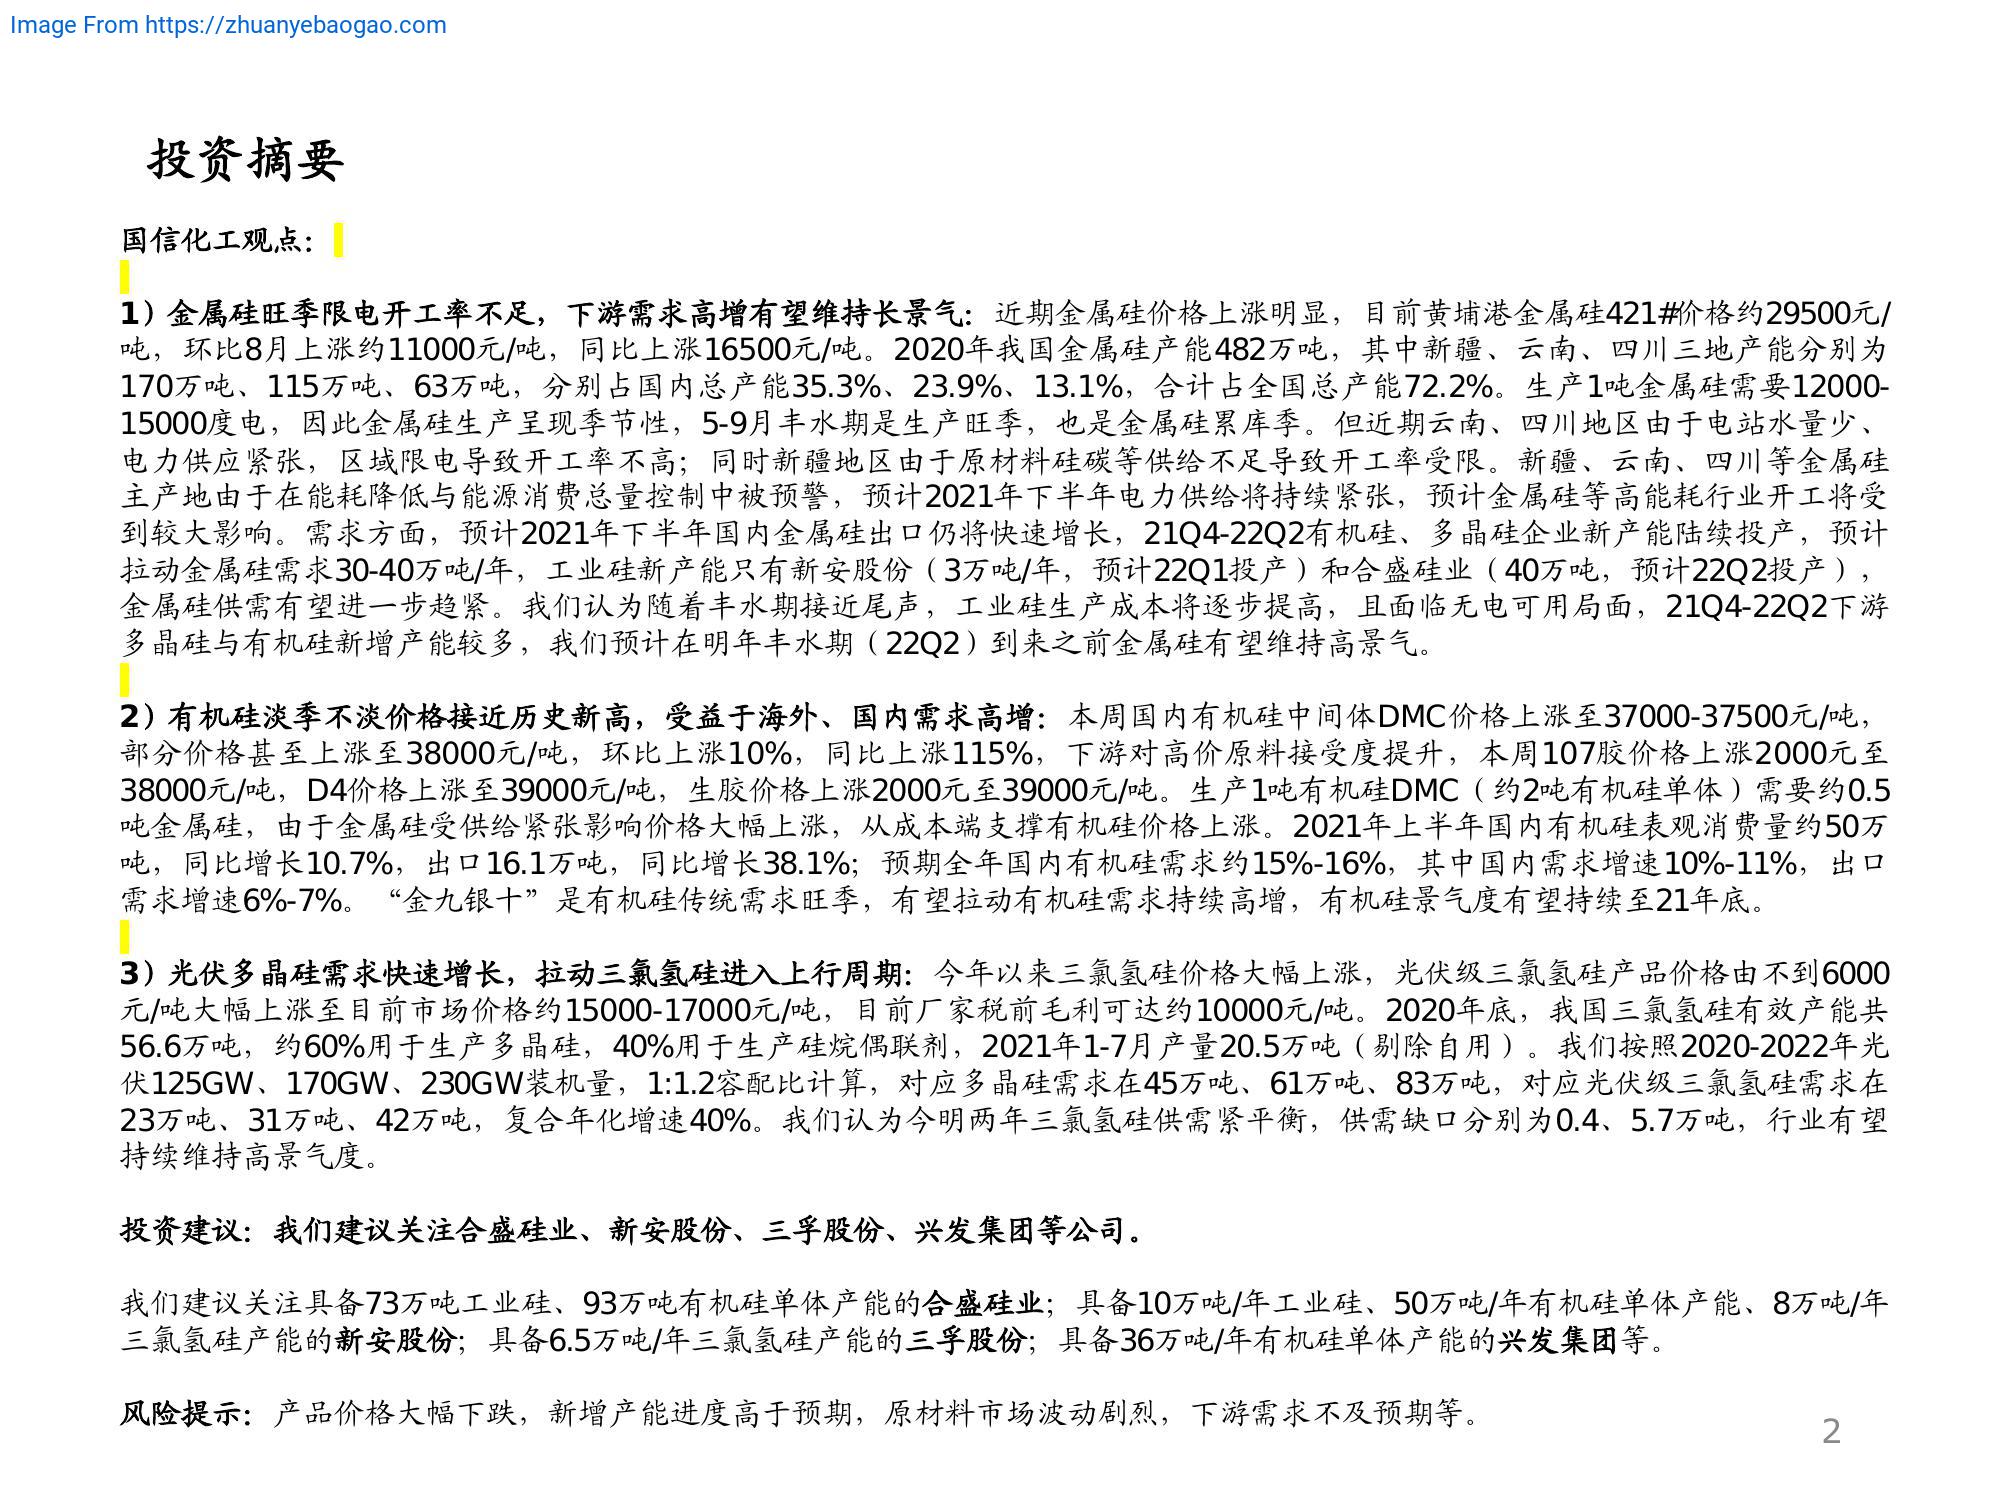 Image From https://zhuanyebaogao.com
投资摘要
国信化工观点：
1）金属硅旺季限电开工率不足，下游需求高增有望维持长景气：近期金属硅价格上涨明显，目前黄埔港金属硅421#价格约29500元/
吨，环比8月上涨约11000元/吨，同比上涨16500元/吨。2020年我国金属硅产能482万吨，其中新疆、云南、四川三地产能分别为
170万吨、115万吨、63万吨，分别占国内总产能35.3%、23.9%、13.1%，合计占全国总产能72.2%。生产1吨金属硅需要12000-
15000度电，因此金属硅生产呈现季节性，5-9月丰水期是生产旺季，也是金属硅累库季。但近期云南、四川地区由于电站水量少、
电力供应紧张，区域限电导致开工率不高；同时新疆地区由于原材料硅碳等供给不足导致开工率受限。新疆、云南、四川等金属硅
主产地由于在能耗降低与能源消费总量控制中被预警，预计2021年下半年电力供给将持续紧张，预计金属硅等高能耗行业开工将受
到较大影响。需求方面，预计2021年下半年国内金属硅出口仍将快速增长，21Q4-22Q2有机硅、多晶硅企业新产能陆续投产，预计
拉动金属硅需求30-40万吨/年，工业硅新产能只有新安股份（3万吨/年，预计22Q1投产）和合盛硅业（40万吨，预计22Q2投产），
金属硅供需有望进一步趋紧。我们认为随着丰水期接近尾声，工业硅生产成本将逐步提高，且面临无电可用局面，21Q4-22Q2下游
多晶硅与有机硅新增产能较多，我们预计在明年丰水期（22Q2）到来之前金属硅有望维持高景气。
2）有机硅淡季不淡价格接近历史新高，受益于海外、国内需求高增：本周国内有机硅中间体DMC价格上涨至37000-37500元/吨，
部分价格甚至上涨至38000元/吨，环比上涨10%，同比上涨115%，下游对高价原料接受度提升，本周107胶价格上涨2000元至
38000元/吨，D4价格上涨至39000元/吨，生胶价格上涨2000元至39000元/吨。生产1吨有机硅DMC（约2吨有机硅单体）需要约0.5
吨金属硅，由于金属硅受供给紧张影响价格大幅上涨，从成本端支撑有机硅价格上涨。2021年上半年国内有机硅表观消费量约50万
吨，同比增长10.7%，出口16.1万吨，同比增长38.1%；预期全年国内有机硅需求约15%-16%，其中国内需求增速10%-11%，出口
需求增速6%-7%。“金九银十”是有机硅传统需求旺季，有望拉动有机硅需求持续高增，有机硅景气度有望持续至21年底。
3）光伏多晶硅需求快速增长，拉动三氯氢硅进入上行周期：今年以来三氯氢硅价格大幅上涨，光伏级三氯氢硅产品价格由不到6000
元/吨大幅上涨至目前市场价格约15000-17000元/吨，目前厂家税前毛利可达约10000元/吨。2020年底，我国三氯氢硅有效产能共
56.6万吨，约60%用于生产多晶硅，40%用于生产硅烷偶联剂，2021年1-7月产量20.5万吨（剔除自用）。我们按照2020-2022年光
伏125GW、170GW、230GW装机量，1:1.2容配比计算，对应多晶硅需求在45万吨、61万吨、83万吨，对应光伏级三氯氢硅需求在
23万吨、31万吨、42万吨，复合年化增速40%。我们认为今明两年三氯氢硅供需紧平衡，供需缺口分别为0.4、5.7万吨，行业有望
持续维持高景气度。
投资建议：我们建议关注合盛硅业、新安股份、三孚股份、兴发集团等公司。
我们建议关注具备73万吨工业硅、93万吨有机硅单体产能的合盛硅业；具备10万吨/年工业硅、50万吨/年有机硅单体产能、8万吨/年
三氯氢硅产能的新安股份；具备6.5万吨/年三氯氢硅产能的三孚股份；具备36万吨/年有机硅单体产能的兴发集团等。
风险提示：产品价格大幅下跌，新增产能进度高于预期，原材料市场波动剧烈，下游需求不及预期等。
2